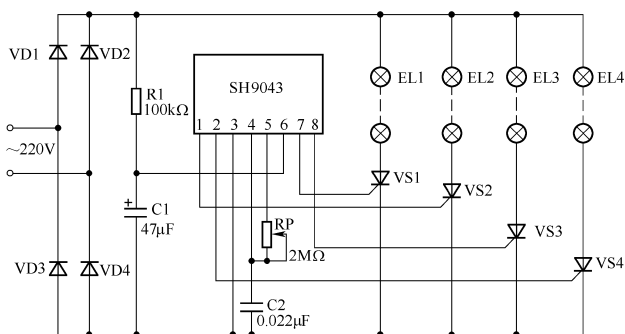 VD1
VD2
R1
100kΩ
SH9043
1 2 3 4 5 6 7 8
EL1
EL2
EL3
EL4
～220V
VS1
VS2
+
C1
47μF
RP
2MΩ
VS3
VS4
VD3
VD4
C2
0.022μF